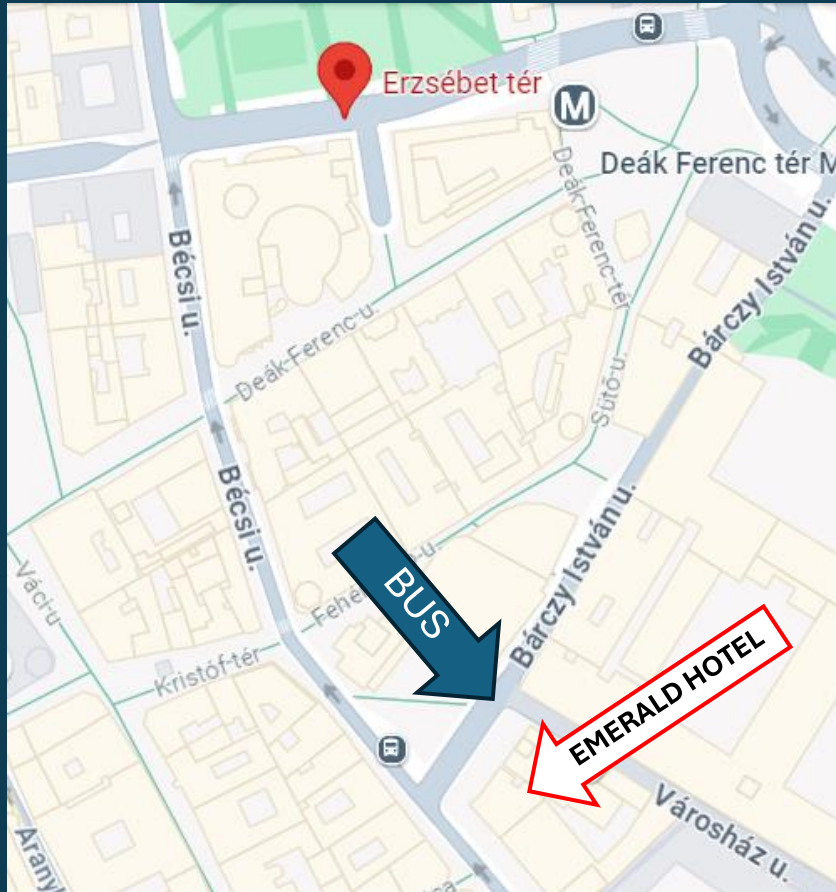 Erzsébet tér
M
Deák Ferenc tér M
Deák-Ferenc-tér
Bárczy István u.
Bécsi u.
Deák-Ferenc-u.
Sütő-u.
Bécsi u.
Váci-u
BUS
Bárczy István u.
Kristóf-tér
EMERALD HOTEL
Városház u.